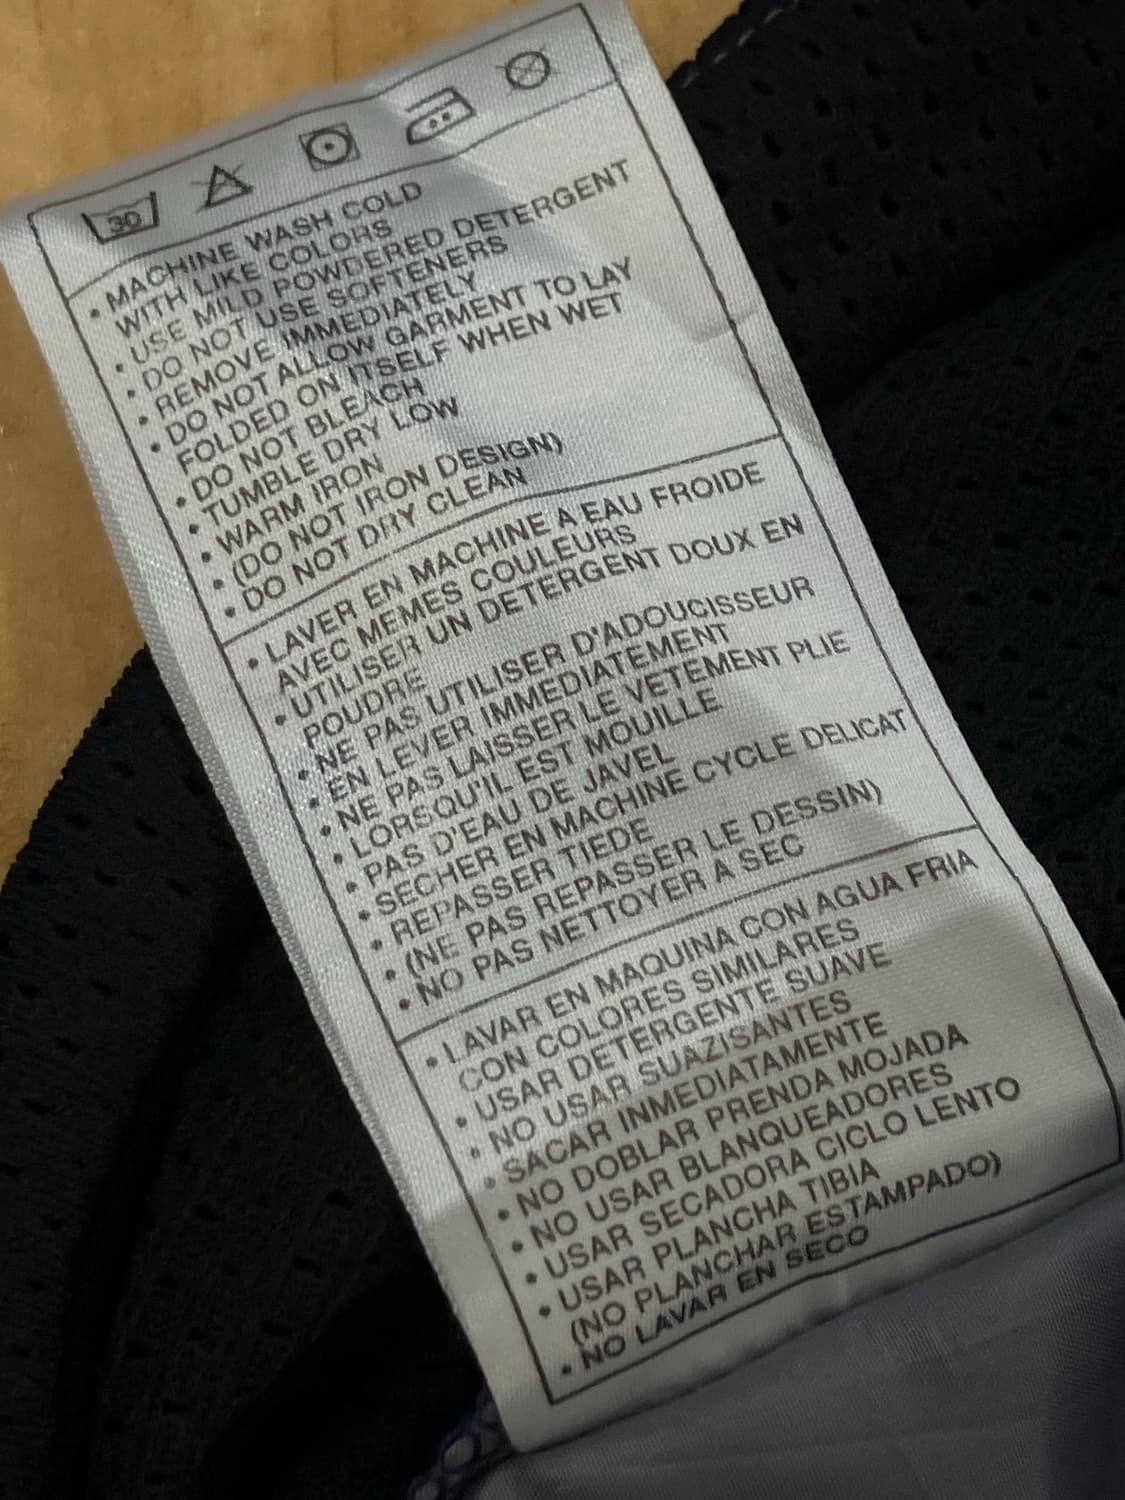 30
• MACHINE WASH COLD
WITH LIKE COLORS
• USE MILD POWDERED DETERGENT
• DO NOT USE SOFTENERS
• REMOVE IMMEDIATELY
• DO NOT ALLOW GARMENT TO LAY
FOLDED ON ITSELF WHEN WET
• DO NOT BLEACH
• TUMBLE DRY LOW
• WARM IRON
• (DO NOT IRON DESIGN)
• DO NOT DRY CLEAN
• LAVER EN MACHINE A EAU FROIDE
AVEC MEMES COULEURS
• UTILISER UN DETERGENT DOUX EN
POUDRE
• NE PAS UTILISER D'ADOUCISSEUR
• EN LEVER IMMEDIATEMENT
• NE PAS LAISSER LE VETEMENT PLIE
• LORSQU'IL EST MOUILLE
• PAS D'EAU DE JAVEL
• SECHER EN MACHINE CYCLE DELICAT
• REPASSER TIEDE
• (NE PAS REPASSER LE DESSIN)
• NO PAS NETTOYER A SEC
• LAVAR EN MAQUINA CON AGUA FRIA
CON COLORES SIMILARES
• USAR DETERGENTE SUAVE
• NO USAR SUAZISANTES
• SACAR INMEDIATAMENTE
• NO DOBLAR PRENDA MOJADA
• NO USAR BLANQUEADORES
• USAR SECADORA CICLO LENTO
• USAR PLANCHA TIBIA
(NO PLANCHAR ESTAMPADO)
• NO LAVAR EN SECO